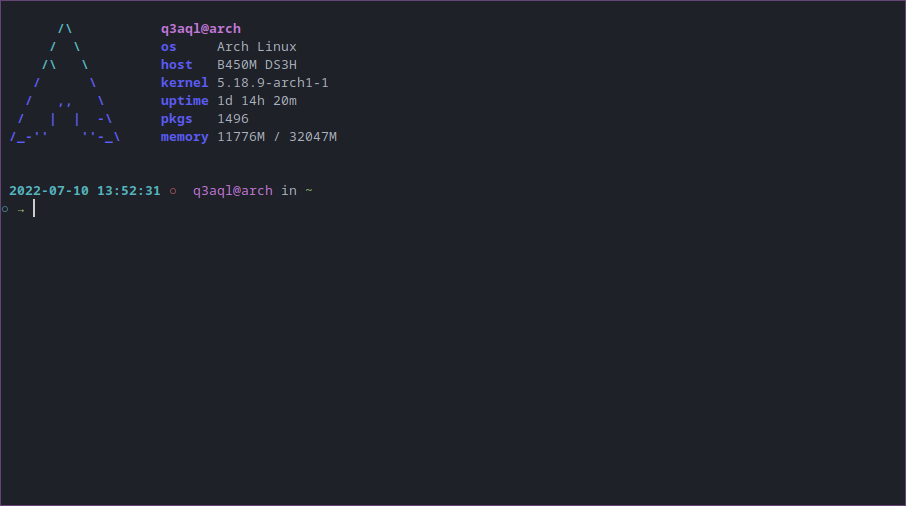 /\           q3aql@arch
      /  \          os     Arch Linux
     /\   \         host   B450M DS3H
    /      \        kernel 5.18.9-arch1-1
   /   ,,   \       uptime 1d 14h 20m
  /   |  |  -\      pkgs   1496
 /_-''    ''-_\     memory 11776M / 32047M
2022-07-10 13:52:31 ○  q3aql@arch in ~
○ →